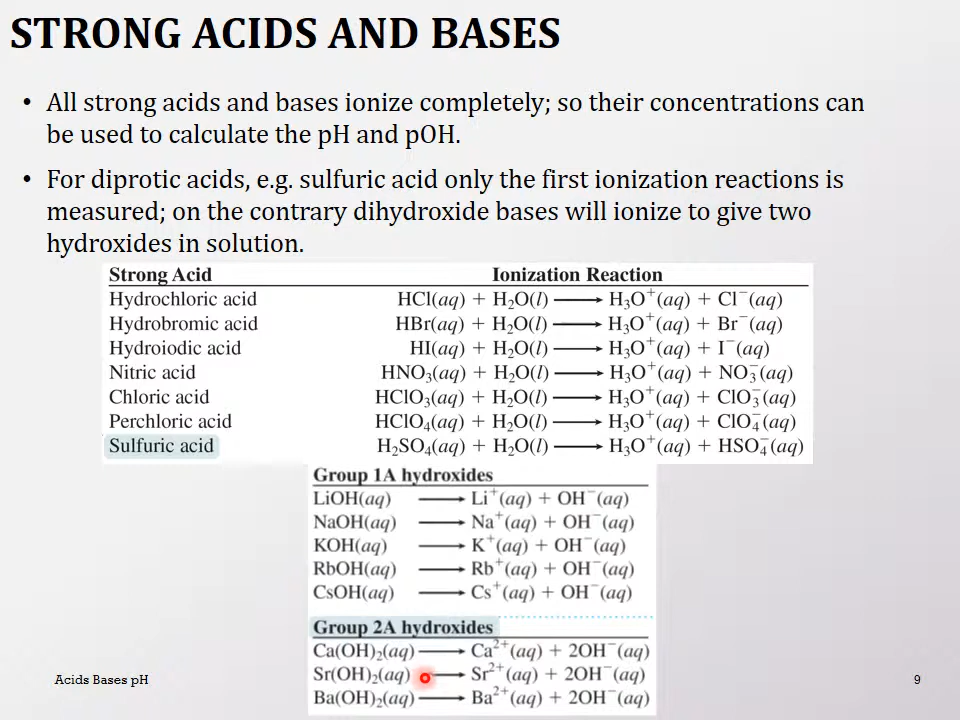 STRONG ACIDS AND BASES
• All strong acids and bases ionize completely; so their concentrations can
be used to calculate the pH and pOH.
• For diprotic acids, e.g. sulfuric acid only the first ionization reactions is
measured; on the contrary dihydroxide bases will ionize to give two
hydroxides in solution.
Strong Acid Ionization Reaction
Hydrochloric acid HCl(aq) + H₂O(l) ⟶ H₃O⁺(aq) + Cl⁻(aq)
Hydrobromic acid HBr(aq) + H₂O(l) ⟶ H₃O⁺(aq) + Br⁻(aq)
Hydroiodic acid HI(aq) + H₂O(l) ⟶ H₃O⁺(aq) + I⁻(aq)
Nitric acid HNO₃(aq) + H₂O(l) ⟶ H₃O⁺(aq) + NO₃⁻(aq)
Chloric acid HClO₃(aq) + H₂O(l) ⟶ H₃O⁺(aq) + ClO₃⁻(aq)
Perchloric acid HClO₄(aq) + H₂O(l) ⟶ H₃O⁺(aq) + ClO₄⁻(aq)
Sulfuric acid H₂SO₄(aq) + H₂O(l) ⟶ H₃O⁺(aq) + HSO₄⁻(aq)
Group 1A hydroxides
LiOH(aq) ⟶ Li⁺(aq) + OH⁻(aq)
NaOH(aq) ⟶ Na⁺(aq) + OH⁻(aq)
KOH(aq) ⟶ K⁺(aq) + OH⁻(aq)
RbOH(aq) ⟶ Rb⁺(aq) + OH⁻(aq)
CsOH(aq) ⟶ Cs⁺(aq) + OH⁻(aq)
Group 2A hydroxides
Ca(OH)₂(aq) ⟶ Ca²⁺(aq) + 2OH⁻(aq)
Sr(OH)₂(aq) ⟶ Sr²⁺(aq) + 2OH⁻(aq)
Ba(OH)₂(aq) ⟶ Ba²⁺(aq) + 2OH⁻(aq)
Acids Bases pH
9